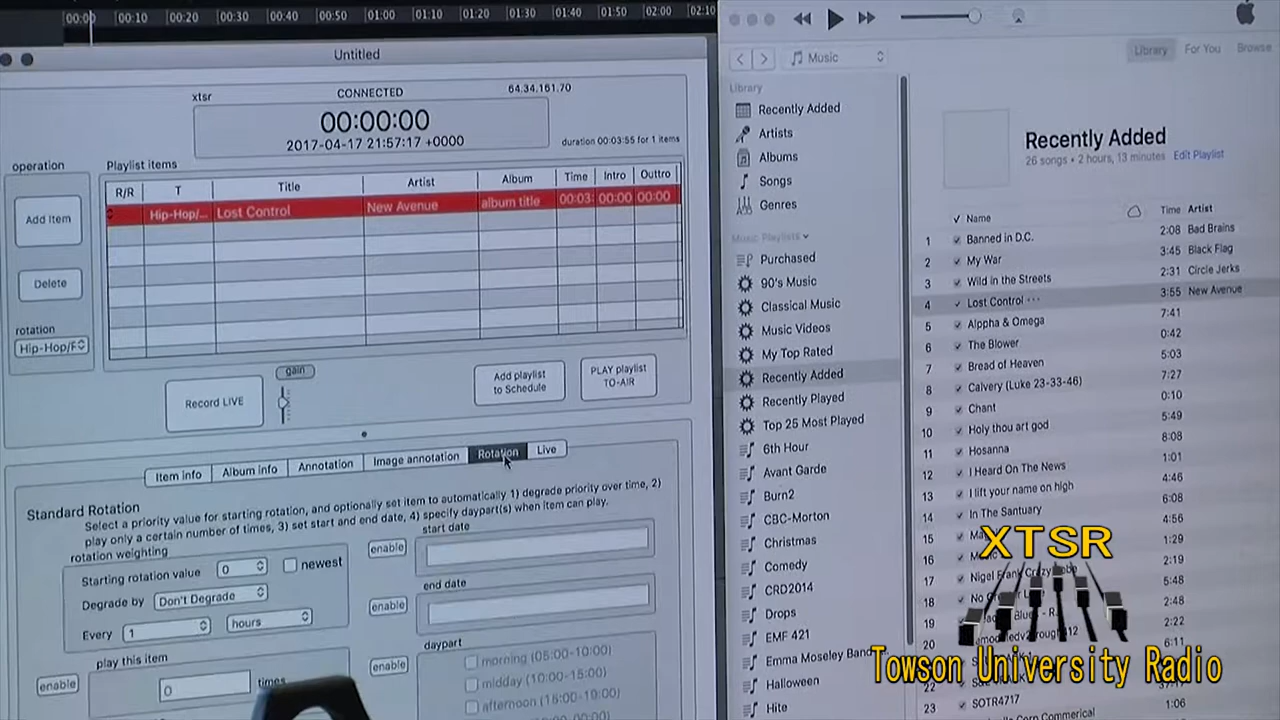 00:00 00:10 00:20 00:30 00:40 00:50 01:00 01:10 01:20 01:30 01:40 01:50 02:00 02:10
Untitled
xtsr CONNECTED 64.34.161.70
00:00:00
2017-04-17 21:57:17 +0000
duration 00:03:55 for 1 items
operation
Add Item
Delete
rotation
Hip-Hop/F
Playlist items
R/R T Title Artist Album Time Intro Outro
Hip-Hop/... Lost Control New Avenue album title 00:03: 00:00 00:00
Record LIVE
gain
Add playlist
to Schedule
PLAY playlist
TO-AIR
Item info Album info Annotation Image annotation Rotation Live
Standard Rotation
Select a priority value for starting rotation, and optionally set item to automatically 1) degrade priority over time, 2)
play only a certain number of times, 3) set start and end date, 4) specify daypart(s) when item can play.
rotation weighting
Starting rotation value 0 newest
Degrade by Don't Degrade
Every 1 hours
play this item
enable 0 times
start date
enable
end date
enable
daypart
enable
morning (05:00-10:00)
midday (10:00-15:00)
afternoon (15:00-19:00)
Music
Library For You Browse
Library
Recently Added
Artists
Albums
Songs
Genres
Music Playlists
Purchased
90's Music
Classical Music
Music Videos
My Top Rated
Recently Added
Recently Played
Top 25 Most Played
6th Hour
Avant Garde
Burn2
CBC-Morton
Christmas
Comedy
CRD2014
Drops
EMF 421
Emma Moseley Band
Halloween
Hite
Recently Added
26 songs • 2 hours, 13 minutes Edit Playlist
✓ Name Time Artist
1 ✓ Banned in D.C. 2:08 Bad Brains
2 ✓ My War 3:45 Black Flag
3 ✓ Wild in the Streets 2:31 Circle Jerks
4 ✓ Lost Control ••• 3:55 New Avenue
5 ✓ Alppha & Omega 7:41
6 ✓ The Blower 0:42
7 ✓ Bread of Heaven 5:03
8 ✓ Calvery (Luke 23-33-46) 7:27
9 ✓ Chant 0:10
10 ✓ Holy thou art god 5:49
11 ✓ Hosanna 8:08
12 ✓ I Heard On The News 1:01
13 ✓ I lift your name on high 4:46
14 ✓ In The Santuary 6:08
15 4:56
16 1:29
17 ✓ Nigel Frank 2:19
18 ✓ 5:48
19 2:48
20 2:22
6:11
22
23 ✓ SOTR4717
Corn Commerical
XTSR
Towson University Radio